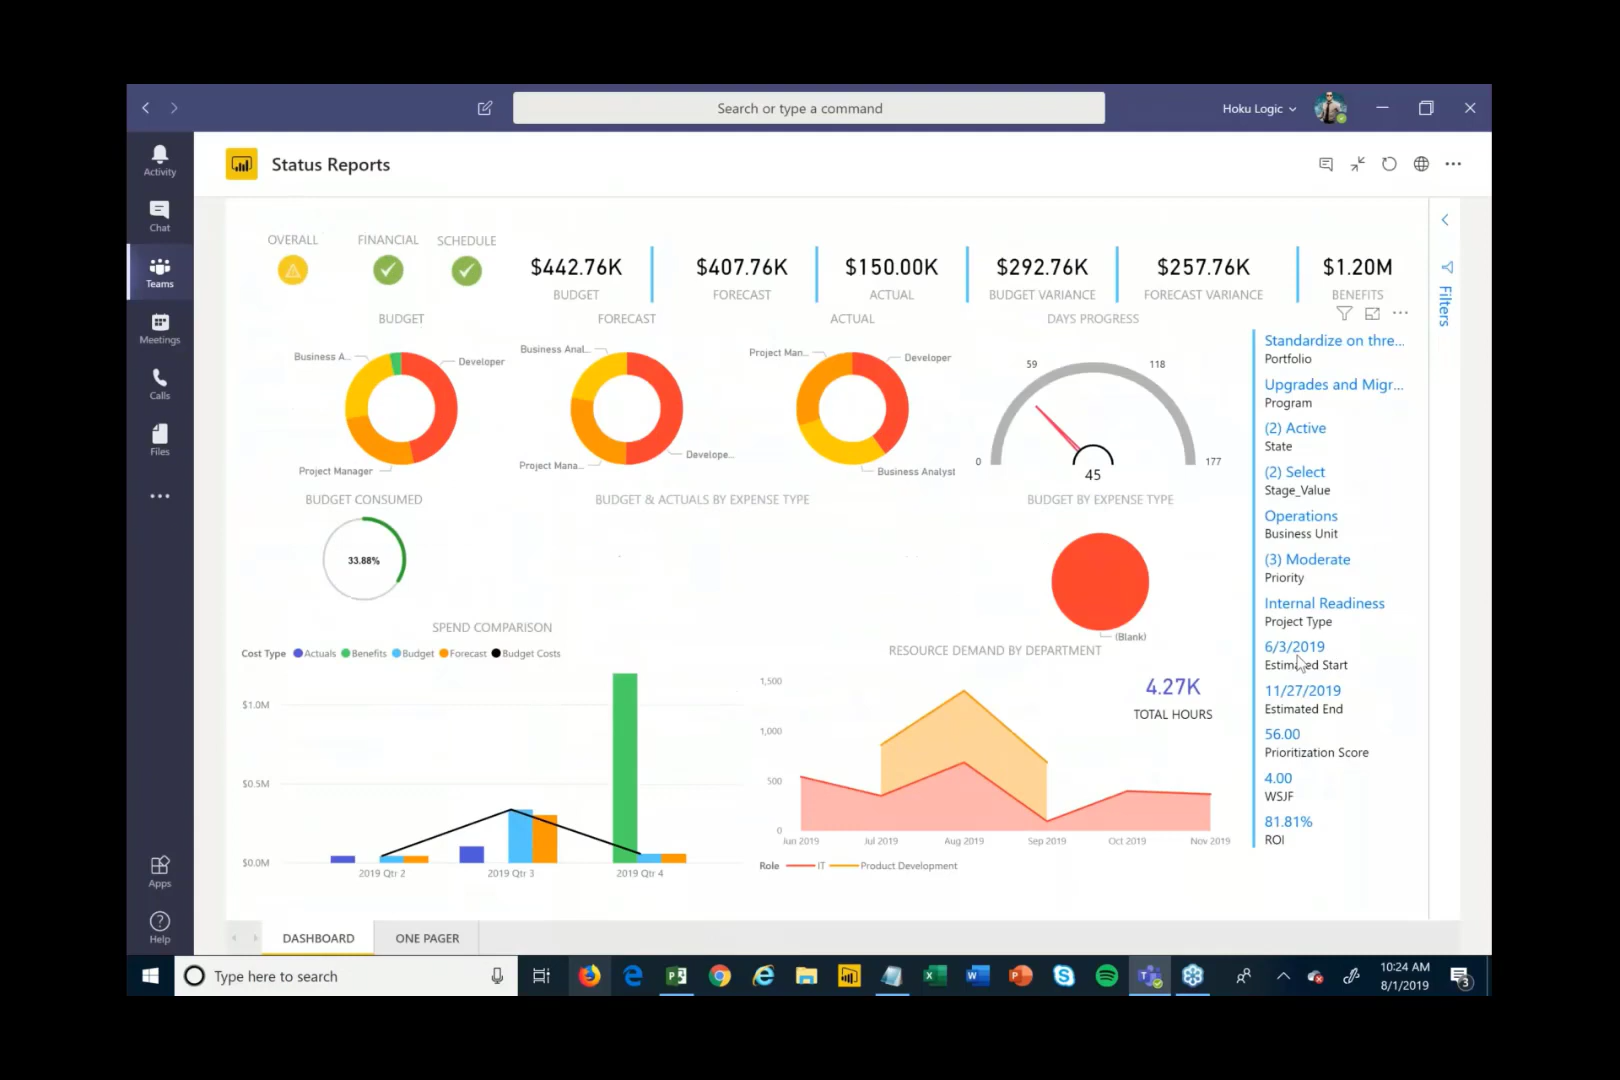 Search or type a command
Hoku Logic
Activity
Chat
Teams
Meetings
Calls
Files
Apps
Help
Status Reports
OVERALL
FINANCIAL
SCHEDULE
$442.76K
BUDGET
$407.76K
FORECAST
$150.00K
ACTUAL
$292.76K
BUDGET VARIANCE
$257.76K
FORECAST VARIANCE
$1.20M
BENEFITS
Filters
BUDGET
Business A...
Developer
Project Manager
FORECAST
Business Anal...
Project Mana...
Develope...
ACTUAL
Project Man...
Developer
Business Analyst
DAYS PROGRESS
59
118
0
177
45
BUDGET CONSUMED
33.88%
BUDGET & ACTUALS BY EXPENSE TYPE
BUDGET BY EXPENSE TYPE
(Blank)
SPEND COMPARISON
Cost Type Actuals Benefits Budget Forecast Budget Costs
$1.0M
$0.5M
$0.0M
2019 Qtr 2
2019 Qtr 3
2019 Qtr 4
RESOURCE DEMAND BY DEPARTMENT
4.27K
TOTAL HOURS
1,500
1,000
500
0
Jun 2019
Jul 2019
Aug 2019
Sep 2019
Oct 2019
Nov 2019
Role IT Product Development
Standardize on thre...
Portfolio
Upgrades and Migr...
Program
(2) Active
State
(2) Select
Stage_Value
Operations
Business Unit
(3) Moderate
Priority
Internal Readiness
Project Type
6/3/2019
Estimated Start
11/27/2019
Estimated End
56.00
Prioritization Score
4.00
WSJF
81.81%
ROI
DASHBOARD
ONE PAGER
Type here to search
10:24 AM
8/1/2019
3